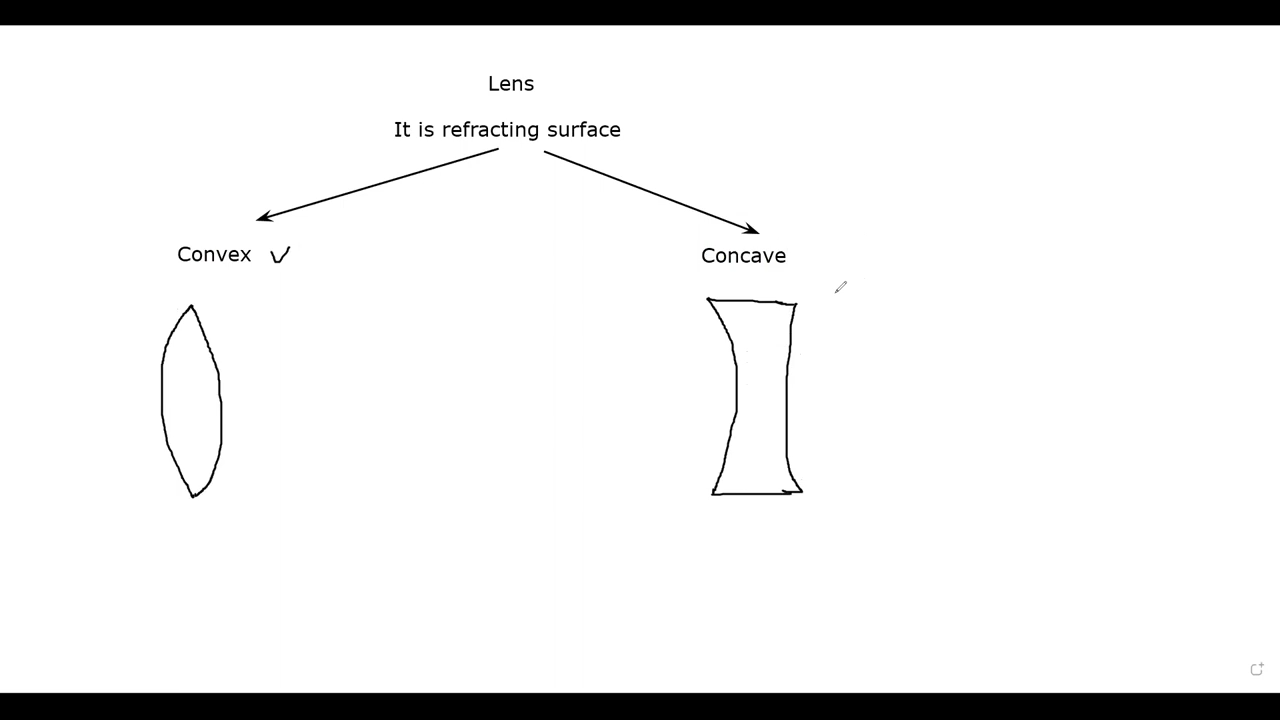 Lens
It is refracting surface
Convex ✓
Concave